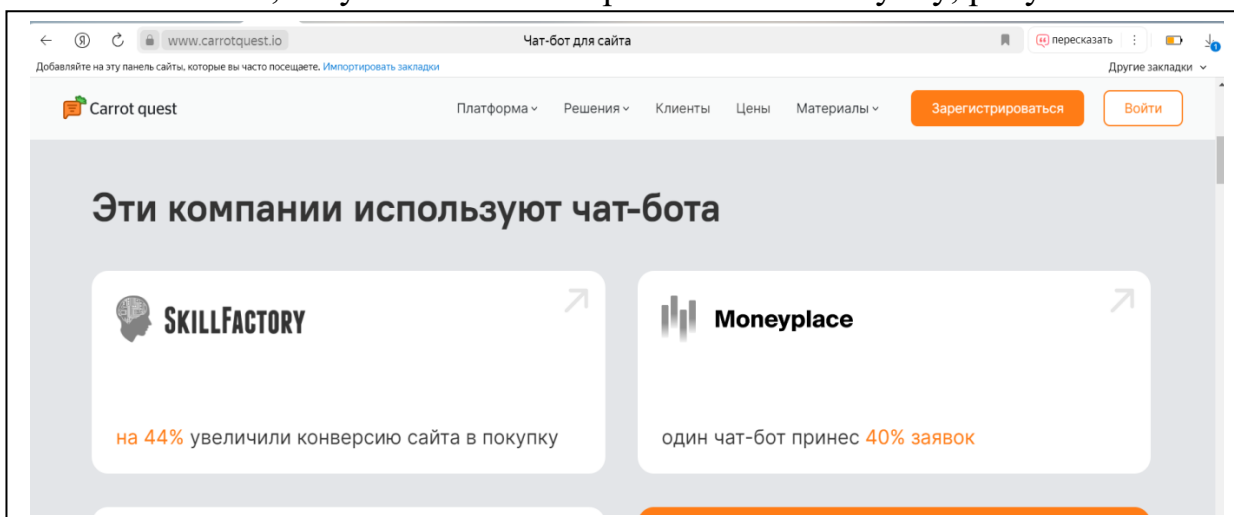 www.carrotquest.io Чат-бот для сайта пересказать
Добавляйте на эту панель сайты, которые вы часто посещаете. Импортировать закладки Другие закладки
Carrot quest Платформа Решения Клиенты Цены Материалы Зарегистрироваться Войти
Эти компании используют чат-бота
SKILLFACTORY Moneyplace
на 44% увеличили конверсию сайта в покупку один чат-бот принес 40% заявок